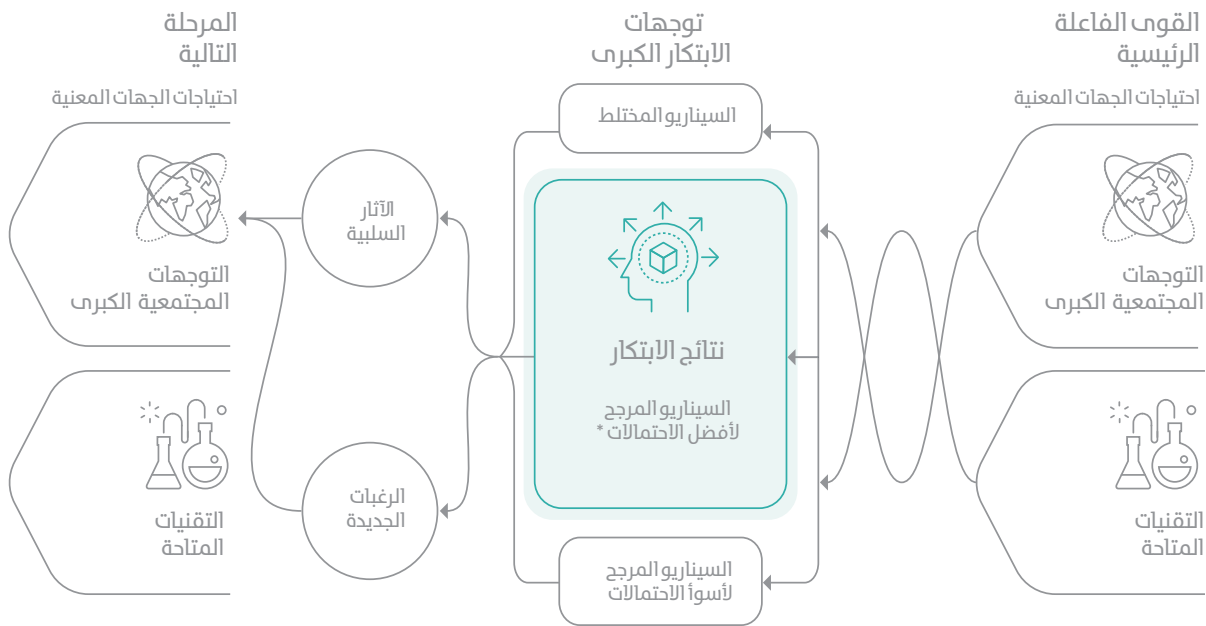 القوى الفاعلة
الرئيسية
احتياجات الجهات المعنية
التوجهات
المجتمعية الكبرى
التقنيات
المتاحة
توجهات
الابتكار الكبرى
السيناريو المختلط
نتائج الابتكار
السيناريو المرجح
لأفضل الاحتمالات *
السيناريو المرجح
لأسوأ الاحتمالات
الآثار
السلبية
الرغبات
الجديدة
المرحلة
التالية
احتياجات الجهات المعنية
التوجهات
المجتمعية الكبرى
التقنيات
المتاحة